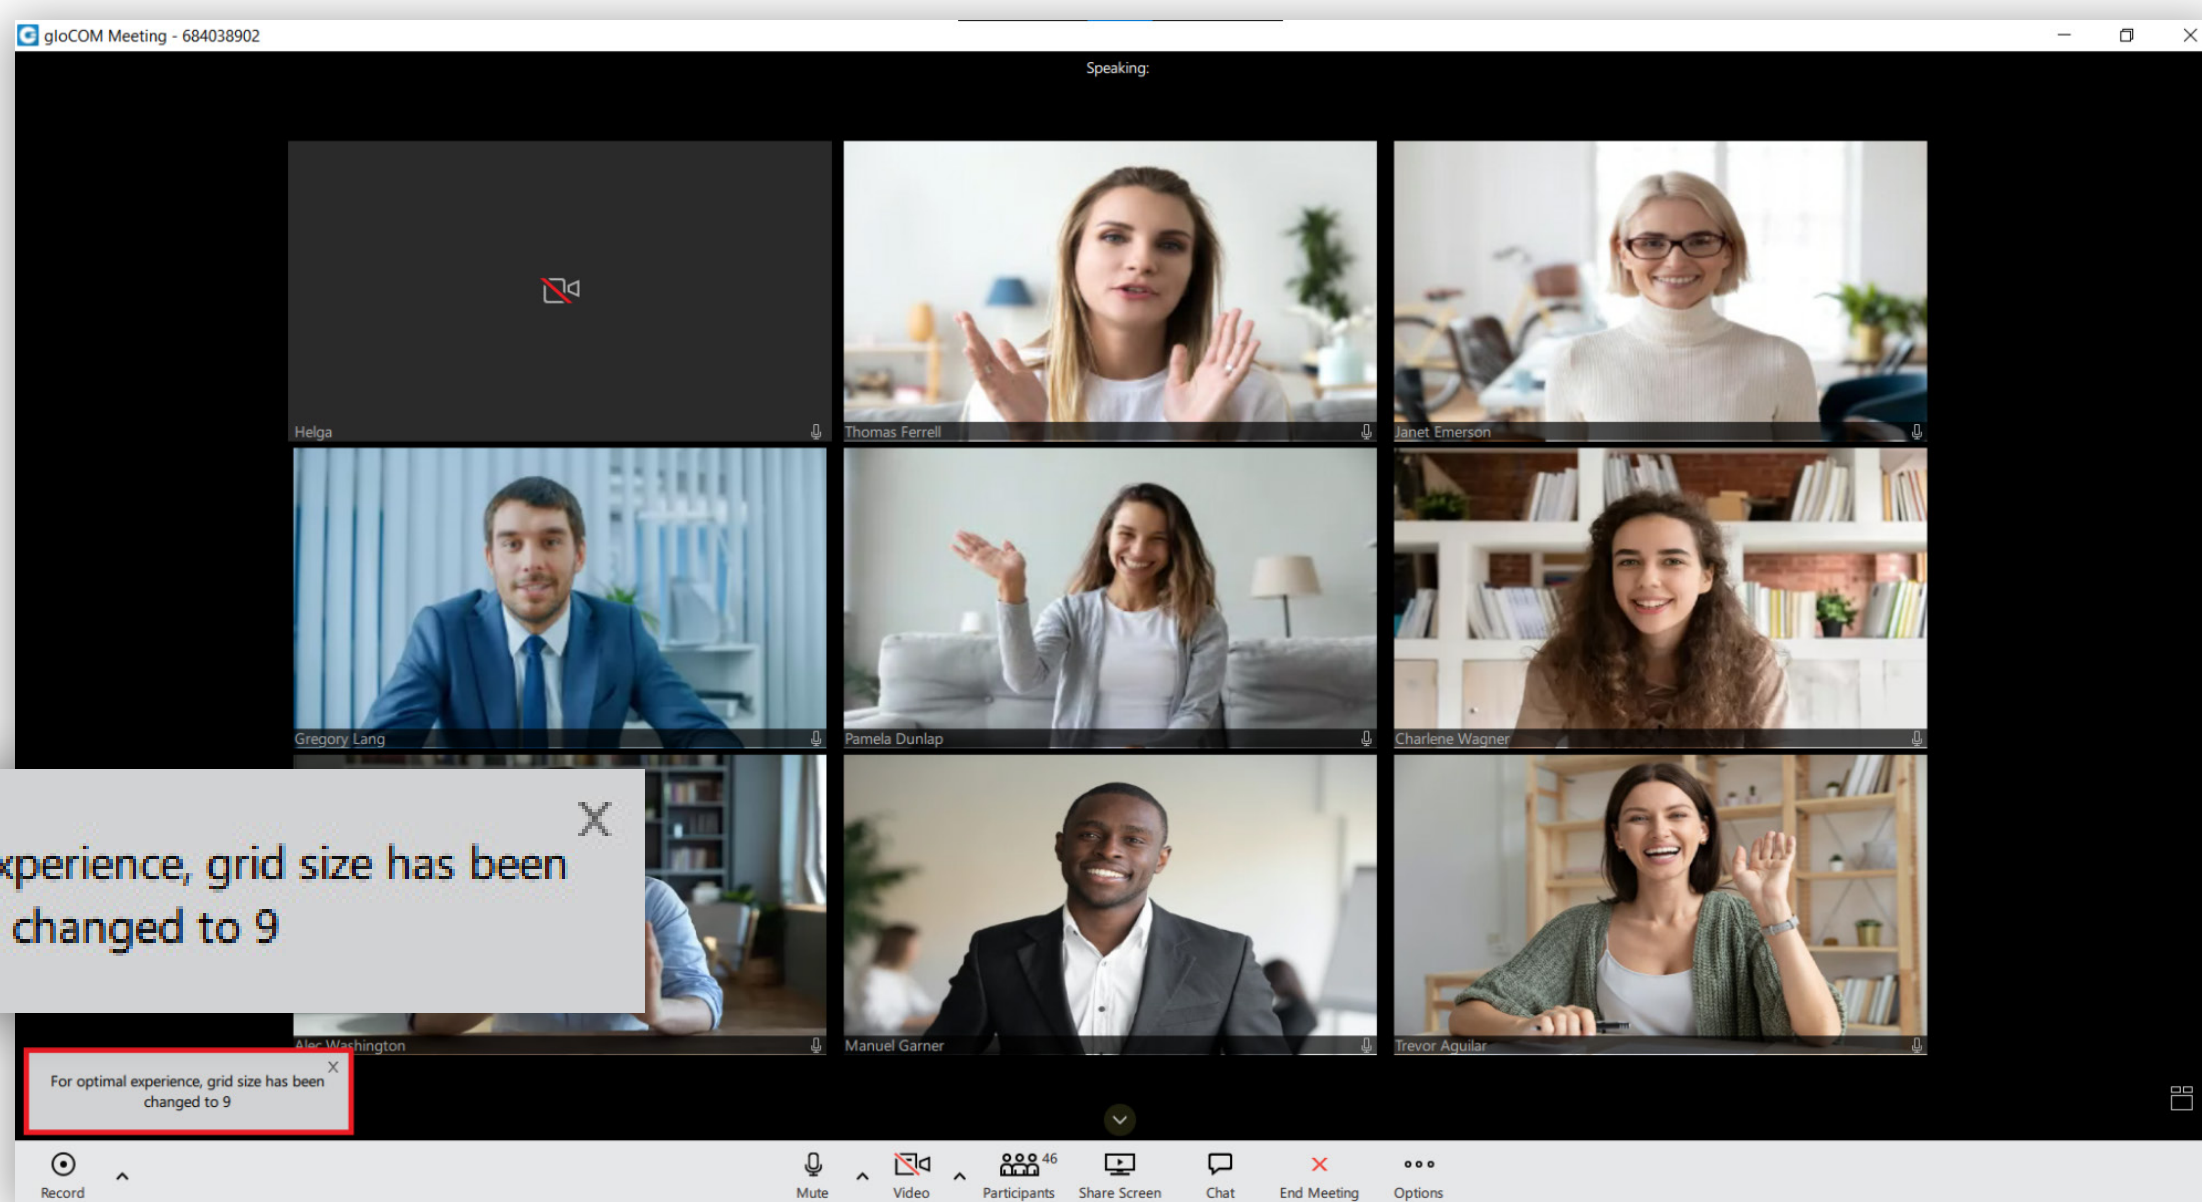 gloCOM Meeting - 684038902
Speaking:
Helga
Thomas Ferrell
Janet Emerson
Gregory Lang
Pamela Dunlap
Charlene Wagner
experience, grid size has been
changed to 9
Alec Washington
Manuel Garner
Trevor Aguilar
X
For optimal experience, grid size has been
changed to 9
46
Record
Mute
Video
Participants
Share Screen
Chat
End Meeting
Options